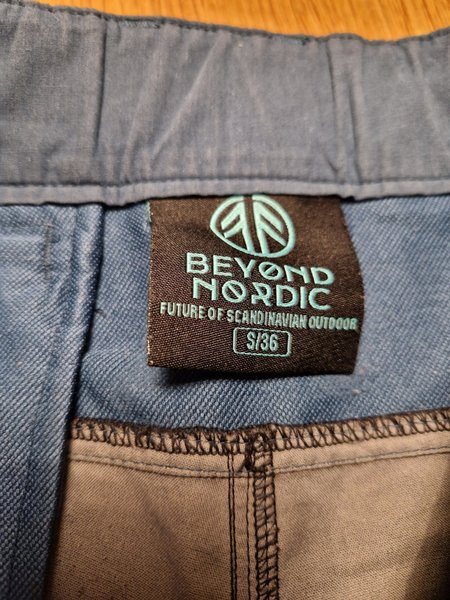 BEYOND
NORDIC
FUTURE OF SCANDINAVIAN OUTDOOR
S/36